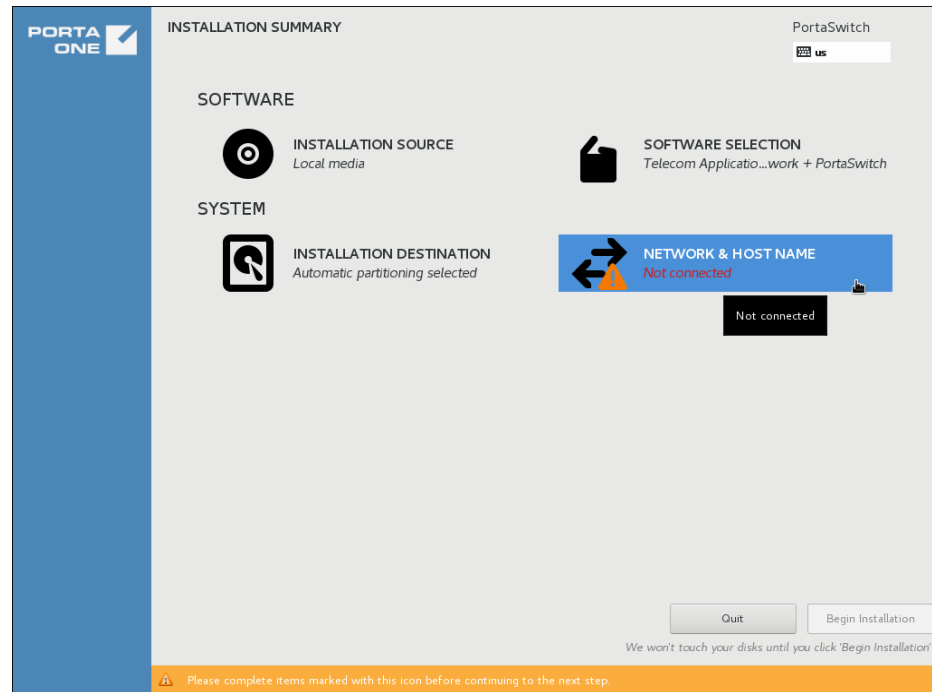 PORTA
ONE
INSTALLATION SUMMARY
PortaSwitch
us
SOFTWARE
INSTALLATION SOURCE
Local media
SOFTWARE SELECTION
Telecom Applicatio...work + PortaSwitch
SYSTEM
INSTALLATION DESTINATION
Automatic partitioning selected
NETWORK & HOST NAME
Not connected
Not connected
Quit
Begin Installation
We won't touch your disks until you click 'Begin Installation'
Please complete items marked with this icon before continuing to the next step.